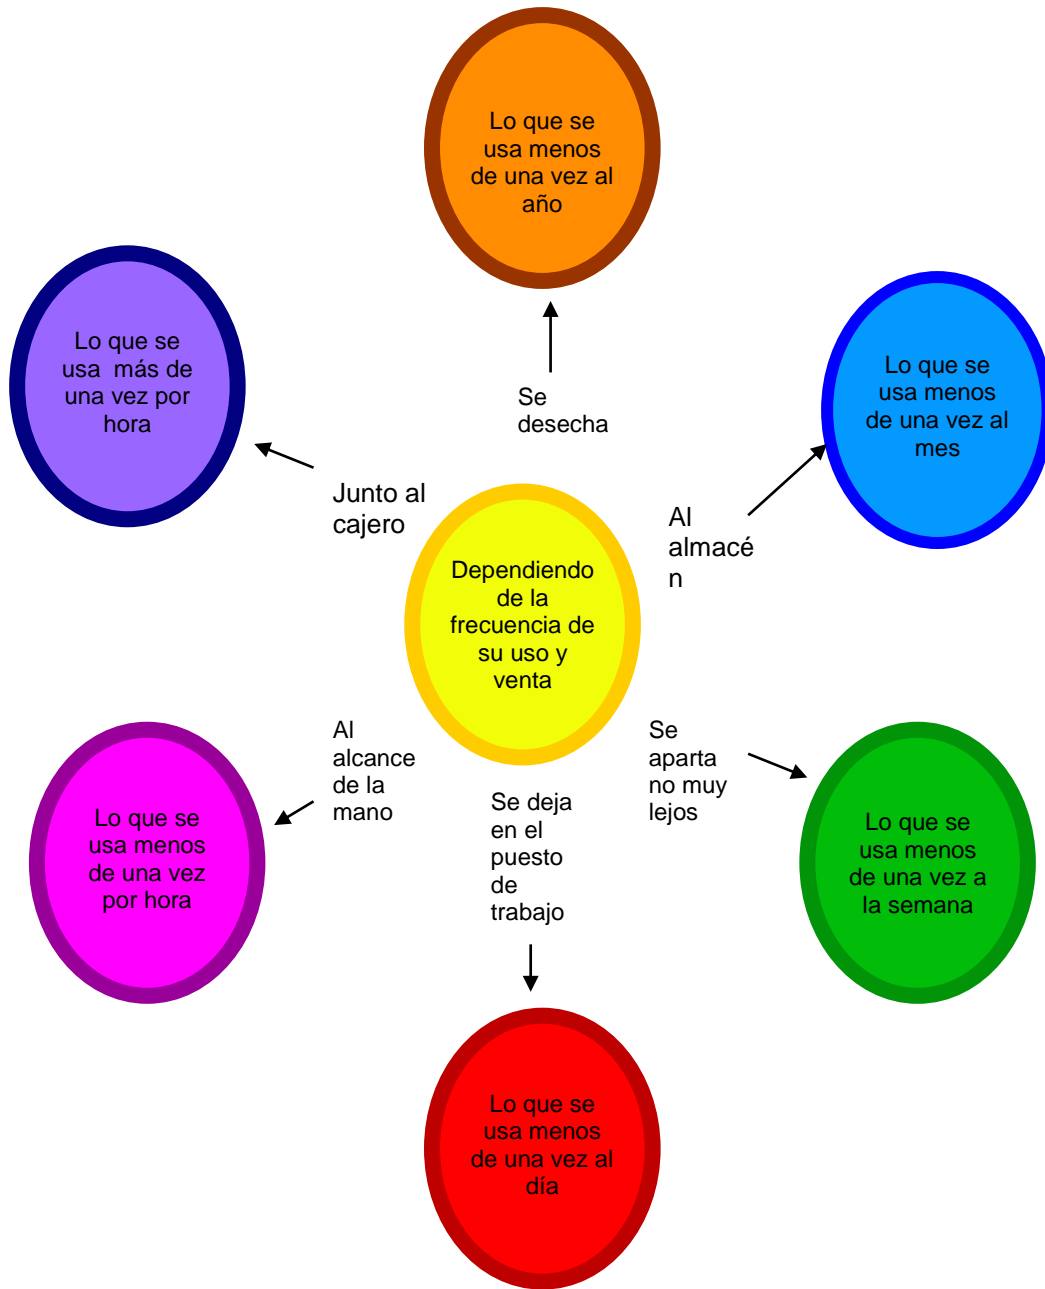 Lo que se
usa menos
de una vez al
año
Lo que se
usa más de
una vez por
hora
Lo que se
usa menos
de una vez al
mes
Se
desecha
Junto al
cajero
Al
almacé
n
Dependiendo
de la
frecuencia de
su uso y
venta
Al
alcance
de la
mano
Se
aparta
no muy
lejos
Se deja
en el
puesto
de
trabajo
Lo que se
usa menos
de una vez
por hora
Lo que se
usa menos
de una vez a
la semana
Lo que se
usa menos
de una vez al
día